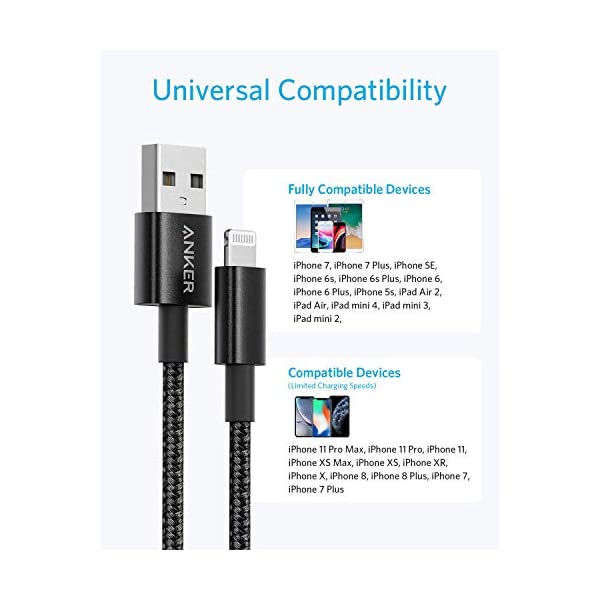 Universal Compatibility
ANKER
Fully Compatible Devices
iPhone 7, iPhone 7 Plus, iPhone SE,
iPhone 6s, iPhone 6s Plus, iPhone 6,
iPhone 6 Plus, iPhone 5s, iPad Air 2,
iPad Air, iPad mini 4, iPad mini 3,
iPad mini 2,
Compatible Devices
(Limited Charging Speeds)
iPhone 11 Pro Max, iPhone 11 Pro, iPhone 11,
iPhone XS Max, iPhone XS, iPhone XR,
iPhone X, iPhone 8, iPhone 8 Plus, iPhone 7,
iPhone 7 Plus